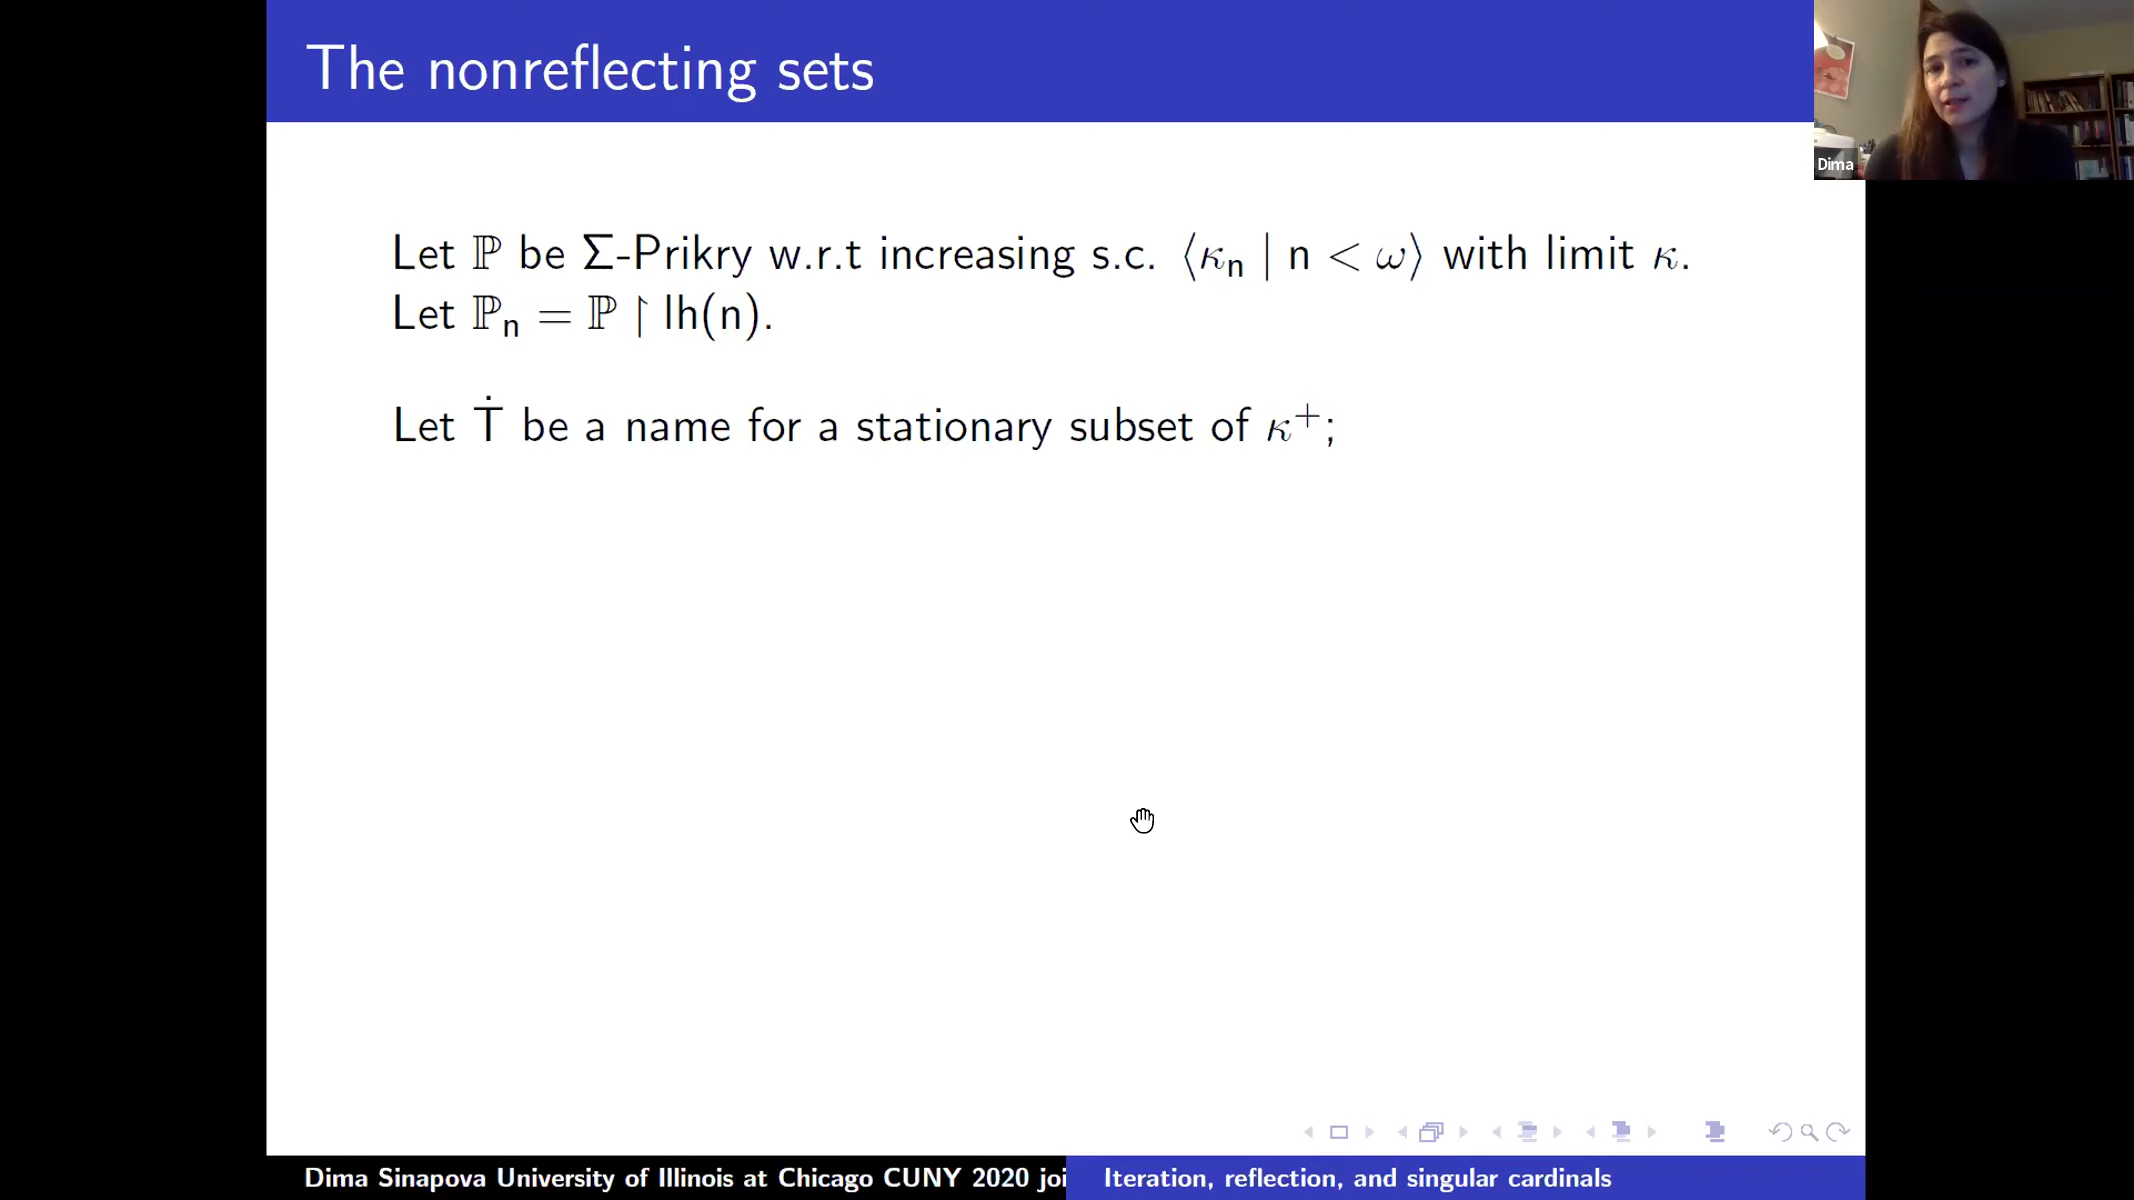 The nonreflecting sets
Dima
Let ℙ be Σ-Prikry w.r.t increasing s.c. ⟨κₙ | n < ω⟩ with limit κ.
Let ℙₙ = ℙ ↾ lh(n).
Let Ṫ be a name for a stationary subset of κ⁺;
Dima Sinapova University of Illinois at Chicago CUNY 2020 joi
Iteration, reflection, and singular cardinals